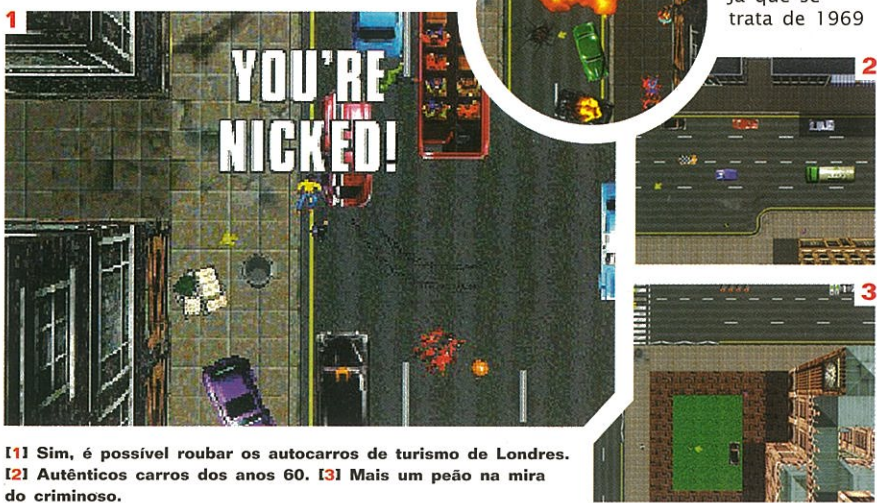 já que se
trata de 1969
1
YOU'RE
NICKED!
2
3
[1] Sim, é possível roubar os autocarros de turismo de Londres.
[2] Autênticos carros dos anos 60. [3] Mais um peão na mira
do criminoso.